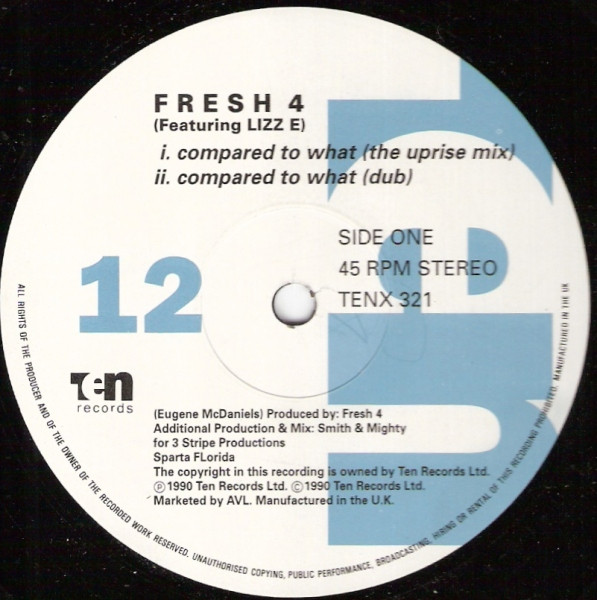 FRESH 4
(Featuring LIZZ E)
i. compared to what (the uprise mix)
ii. compared to what (dub)
SIDE ONE
45 RPM STEREO
TENX 321
12
ten
records
ten
(Eugene McDaniels) Produced by: Fresh 4
Additional Production & Mix: Smith & Mighty
for 3 Stripe Productions
Sparta FLorida
The copyright in this recording is owned by Ten Records Ltd.
Ⓟ1990 Ten Records Ltd. Ⓒ1990 Ten Records Ltd.
Marketed by AVL. Manufactured in the U.K.
ALL RIGHTS OF THE PRODUCER AND OF THE OWNER OF THE RECORDED WORK RESERVED. UNAUTHORISED COPYING, PUBLIC PERFORMANCE, BROADCASTING, HIRING OR RENTAL OF THIS RECORDING PROHIBITED. MANUFACTURED IN THE UK